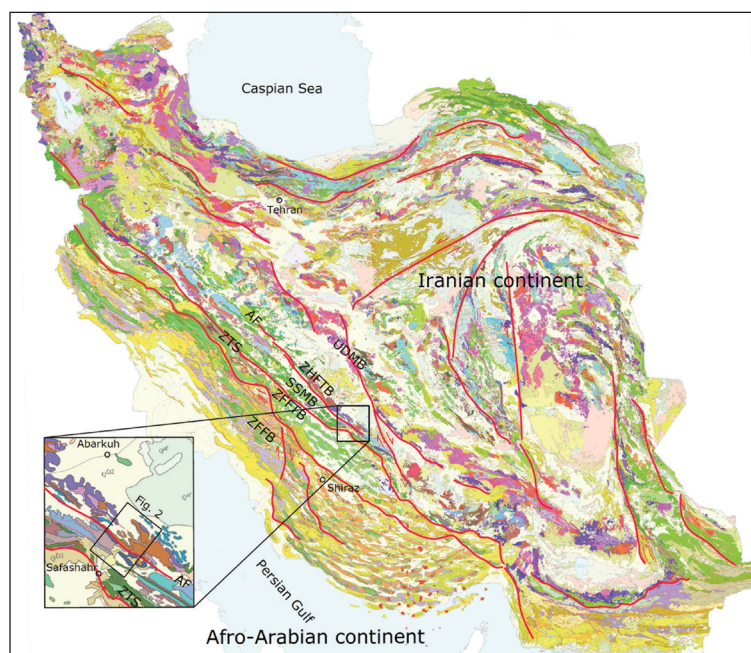 Caspian Sea
Tehran
Iranian continent
AF
UDMB
ZTS
ZHFTB
SSMB
ZFFTB
ZFFB
Abarkuh
Fig. 2
Shiraz
Safashahr
AF
ZTS
Persian Gulf
Afro-Arabian continent